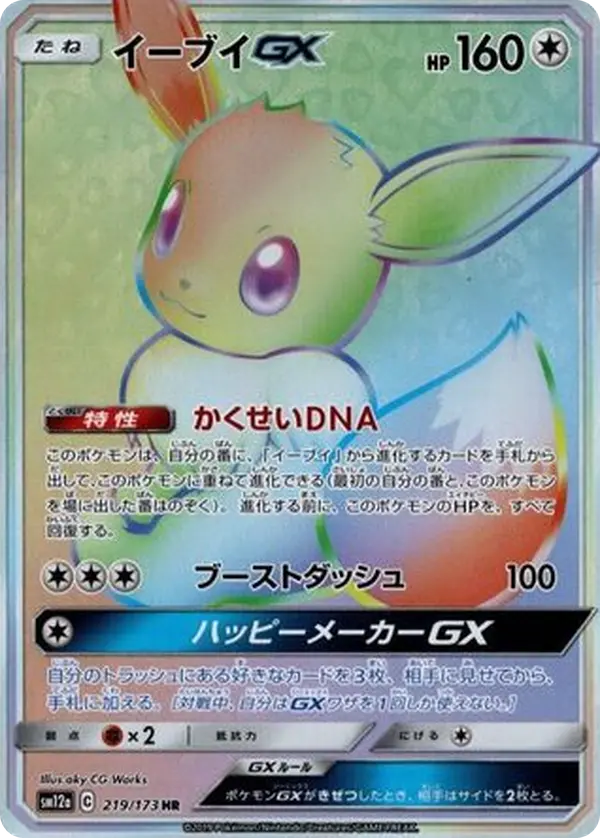 たね イーブイGX HP 160
特性 かくせいDNA
このポケモンは、自分の番に、「イーブイ」から進化するカードを手札から
出して、このポケモンに重ねて進化できる(最初の自分の番と、このポケモン
を場に出した番はのぞく)。進化する前に、このポケモンのHPを、すべて
回復する。
ブーストダッシュ 100
ハッピーメーカーGX
自分のトラッシュにある好きなカードを3枚、相手に見せてから、
手札に加える。[対戦中、自分はGXワザを1回しか使えない。]
弱点 ×2 抵抗力 にげる
GXルール
Illus. aky CG Works
sm12a C 219/173 HR
ポケモンGXがきぜつしたとき、相手はサイドを2枚とる。
©2019 Pokémon/Nintendo/Creatures/GAME FREAK.